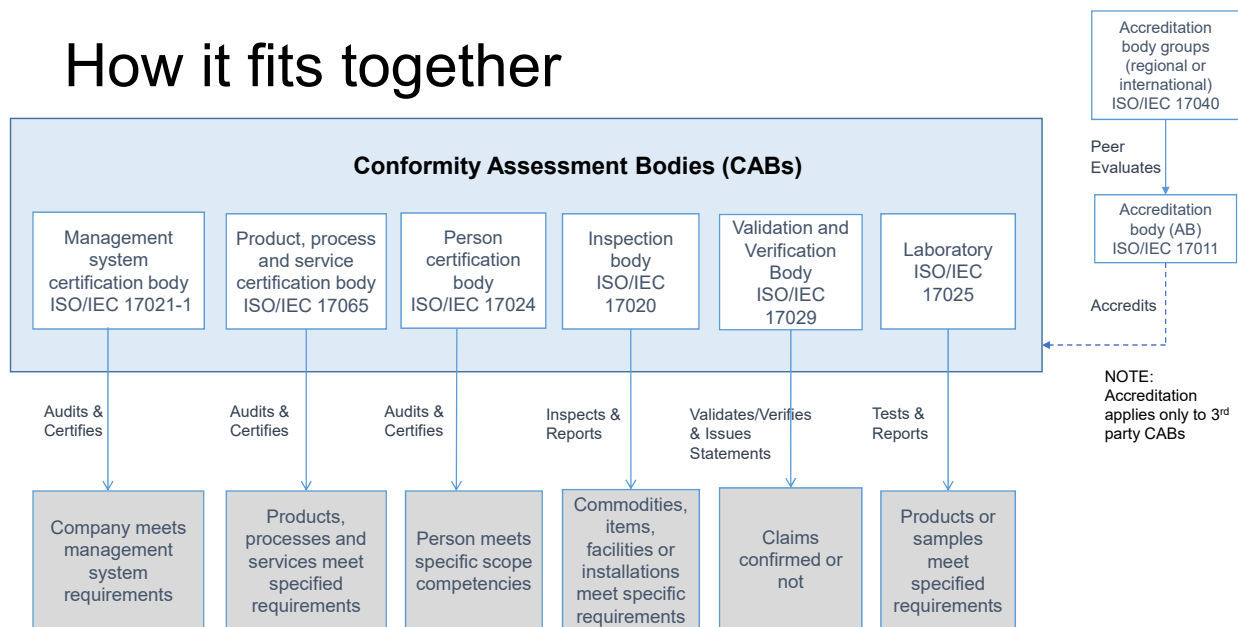 How it fits together
Accreditation
body groups
(regional or
international)
ISO/IEC 17040
Peer
Evaluates
Accreditation
body (AB)
ISO/IEC 17011
Accredits
NOTE:
Accreditation
applies only to 3rd
party CABs
Conformity Assessment Bodies (CABs)
Management
system
certification body
ISO/IEC 17021-1
Product, process
and service
certification body
ISO/IEC 17065
Person
certification
body
ISO/IEC 17024
Inspection
body
ISO/IEC
17020
Validation and
Verification
Body
ISO/IEC
17029
Laboratory
ISO/IEC
17025
Audits &
Certifies
Audits &
Certifies
Audits &
Certifies
Inspects &
Reports
Validates/Verifies
& Issues
Statements
Tests &
Reports
Company meets
management
system
requirements
Products,
processes and
services meet
specified
requirements
Person meets
specific scope
competencies
Commodities,
items,
facilities or
installations
meet specific
requirements
Claims
confirmed or
not
Products or
samples
meet
specified
requirements